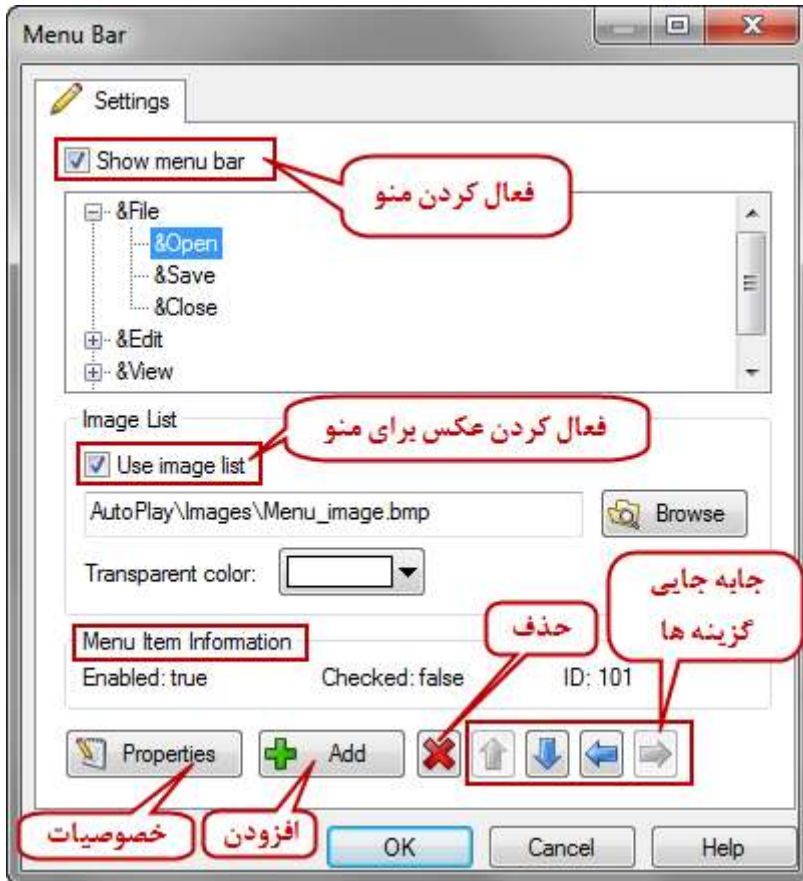 Menu Bar
Settings
Show menu bar
فعال کردن منو
&File
&Open
&Save
&Close
&Edit
&View
Image List
فعال کردن عکس برای منو
Use image list
AutoPlay\Images\Menu_image.bmp
Browse
Transparent color:
جابه جایی
گزینه ها
حذف
Menu Item Information
Enabled: true Checked: false ID: 101
Properties Add
خصوصیات
افزودن
OK Cancel Help